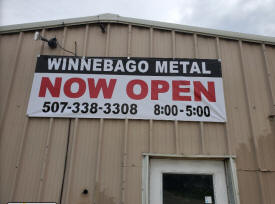 WINNEBAGO METAL
NOW OPEN
507-338-3308 8:00-5:00